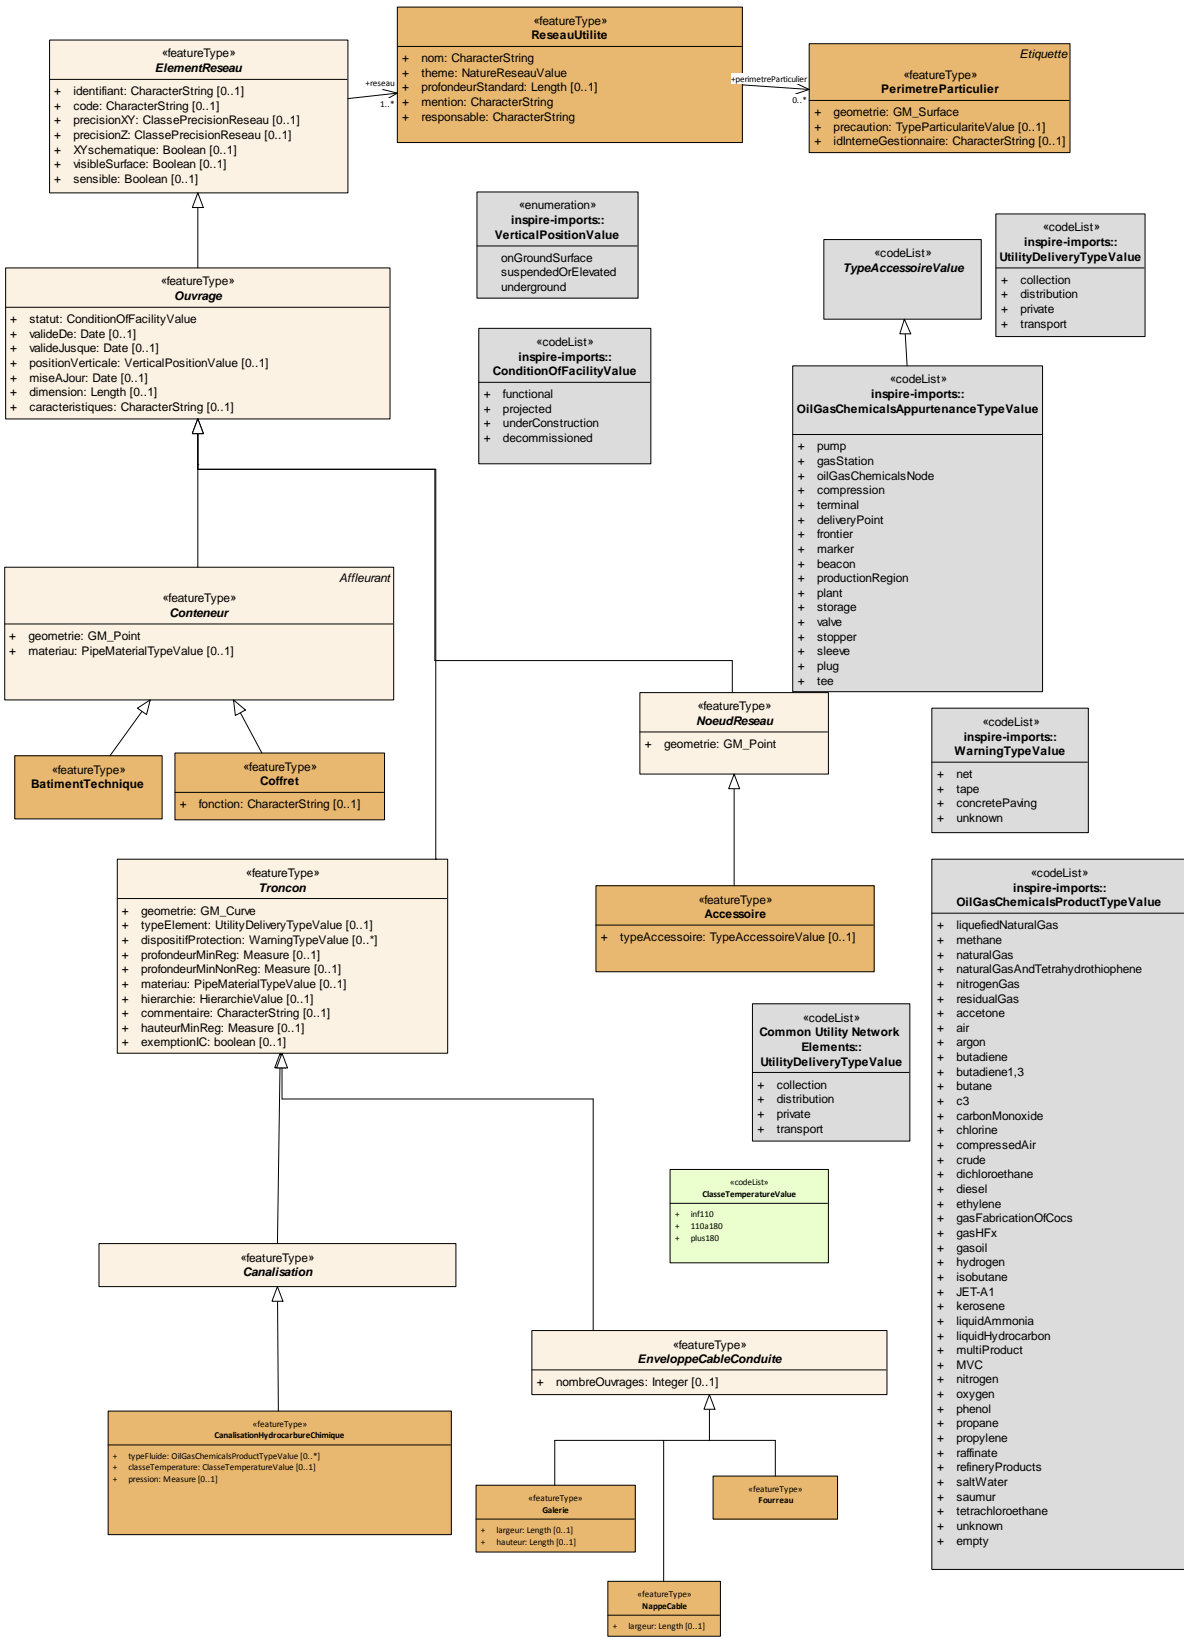 «featureType»
ReseauUtilite
+ nom: CharacterString
+ theme: NatureReseauValue
+ profondeurStandard: Length [0..1]
+ mention: CharacterString
+ responsable: CharacterString
«featureType»
ElementReseau
+ identifiant: CharacterString [0..1]
+ code: CharacterString [0..1]
+ precisionXY: ClassePrecisionReseau [0..1]
+ precisionZ: ClassePrecisionReseau [0..1]
+ XYschematique: Boolean [0..1]
+ visibleSurface: Boolean [0..1]
+ sensible: Boolean [0..1]
+reseau
1..*
+perimetreParticulier
0..*
Etiquette
«featureType»
PerimetreParticulier
+ geometrie: GM_Surface
+ precaution: TypeParticulariteValue [0..1]
+ idInterneGestionnaire: CharacterString [0..1]
«enumeration»
inspire-imports::
VerticalPositionValue
onGroundSurface
suspendedOrElevated
underground
«codeList»
TypeAccessoireValue
«codeList»
inspire-imports::
UtilityDeliveryTypeValue
+ collection
+ distribution
+ private
+ transport
«featureType»
Ouvrage
+ statut: ConditionOfFacilityValue
+ valideDe: Date [0..1]
+ valideJusque: Date [0..1]
+ positionVerticale: VerticalPositionValue [0..1]
+ miseAJour: Date [0..1]
+ dimension: Length [0..1]
+ caracteristiques: CharacterString [0..1]
«codeList»
inspire-imports::
ConditionOfFacilityValue
+ functional
+ projected
+ underConstruction
+ decommissioned
«codeList»
inspire-imports::
OilGasChemicalsAppurtenanceTypeValue
+ pump
+ gasStation
+ oilGasChemicalsNode
+ compression
+ terminal
+ deliveryPoint
+ frontier
+ marker
+ beacon
+ productionRegion
+ plant
+ storage
+ valve
+ stopper
+ sleeve
+ plug
+ tee
Affleurant
«featureType»
Conteneur
+ geometrie: GM_Point
+ materiau: PipeMaterialTypeValue [0..1]
«featureType»
BatimentTechnique
«featureType»
Coffret
+ fonction: CharacterString [0..1]
«featureType»
NoeudReseau
+ geometrie: GM_Point
«codeList»
inspire-imports::
WarningTypeValue
+ net
+ tape
+ concretePaving
+ unknown
«featureType»
Troncon
+ geometrie: GM_Curve
+ typeElement: UtilityDeliveryTypeValue [0..1]
+ dispositifProtection: WarningTypeValue [0..*]
+ profondeurMinReg: Measure [0..1]
+ profondeurMinNonReg: Measure [0..1]
+ materiau: PipeMaterialTypeValue [0..1]
+ hierarchie: HierarchieValue [0..1]
+ commentaire: CharacterString [0..1]
+ hauteurMinReg: Measure [0..1]
+ exemptionIC: boolean [0..1]
«featureType»
Accessoire
+ typeAccessoire: TypeAccessoireValue [0..1]
«codeList»
Common Utility Network
Elements::
UtilityDeliveryTypeValue
+ collection
+ distribution
+ private
+ transport
«codeList»
inspire-imports::
OilGasChemicalsProductTypeValue
+ liquefiedNaturalGas
+ methane
+ naturalGas
+ naturalGasAndTetrahydrothiophene
+ nitrogenGas
+ residualGas
+ accetone
+ air
+ argon
+ butadiene
+ butadiene1,3
+ butane
+ c3
+ carbonMonoxide
+ chlorine
+ compressedAir
+ crude
+ dichloroethane
+ diesel
+ ethylene
+ gasFabricationOfCocs
+ gasHFx
+ gasoil
+ hydrogen
+ isobutane
+ JET-A1
+ kerosene
+ liquidAmmonia
+ liquidHydrocarbon
+ multiProduct
+ MVC
+ nitrogen
+ oxygen
+ phenol
+ propane
+ propylene
+ raffinate
+ refineryProducts
+ saltWater
+ saumur
+ tetrachloroethane
+ unknown
+ empty
«codeList»
ClasseTemperatureValue
+ inf110
+ 110a180
+ plus180
«featureType»
Canalisation
«featureType»
EnveloppeCableConduite
+ nombreOuvrages: Integer [0..1]
«featureType»
CanalisationHydrocarbureChimique
+ typeFluide: OilGasChemicalsProductTypeValue [0..*]
+ classeTemperature: ClasseTemperatureValue [0..1]
+ pression: Measure [0..1]
«featureType»
Galerie
+ largeur: Length [0..1]
+ hauteur: Length [0..1]
«featureType»
Fourreau
«featureType»
NappeCable
+ largeur: Length [0..1]